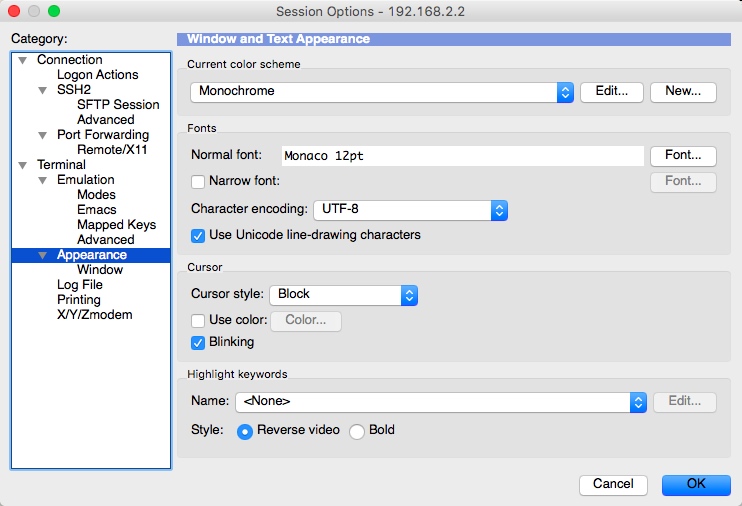 Session Options - 192.168.2.2
Category:
Connection
Logon Actions
SSH2
SFTP Session
Advanced
Port Forwarding
Remote/X11
Terminal
Emulation
Modes
Emacs
Mapped Keys
Advanced
Appearance
Window
Log File
Printing
X/Y/Zmodem
Window and Text Appearance
Current color scheme
Monochrome Edit... New...
Fonts
Normal font: Monaco 12pt Font...
Narrow font: Font...
Character encoding: UTF-8
Use Unicode line-drawing characters
Cursor
Cursor style: Block
Use color: Color...
Blinking
Highlight keywords
Name: <None> Edit...
Style: Reverse video Bold
Cancel OK